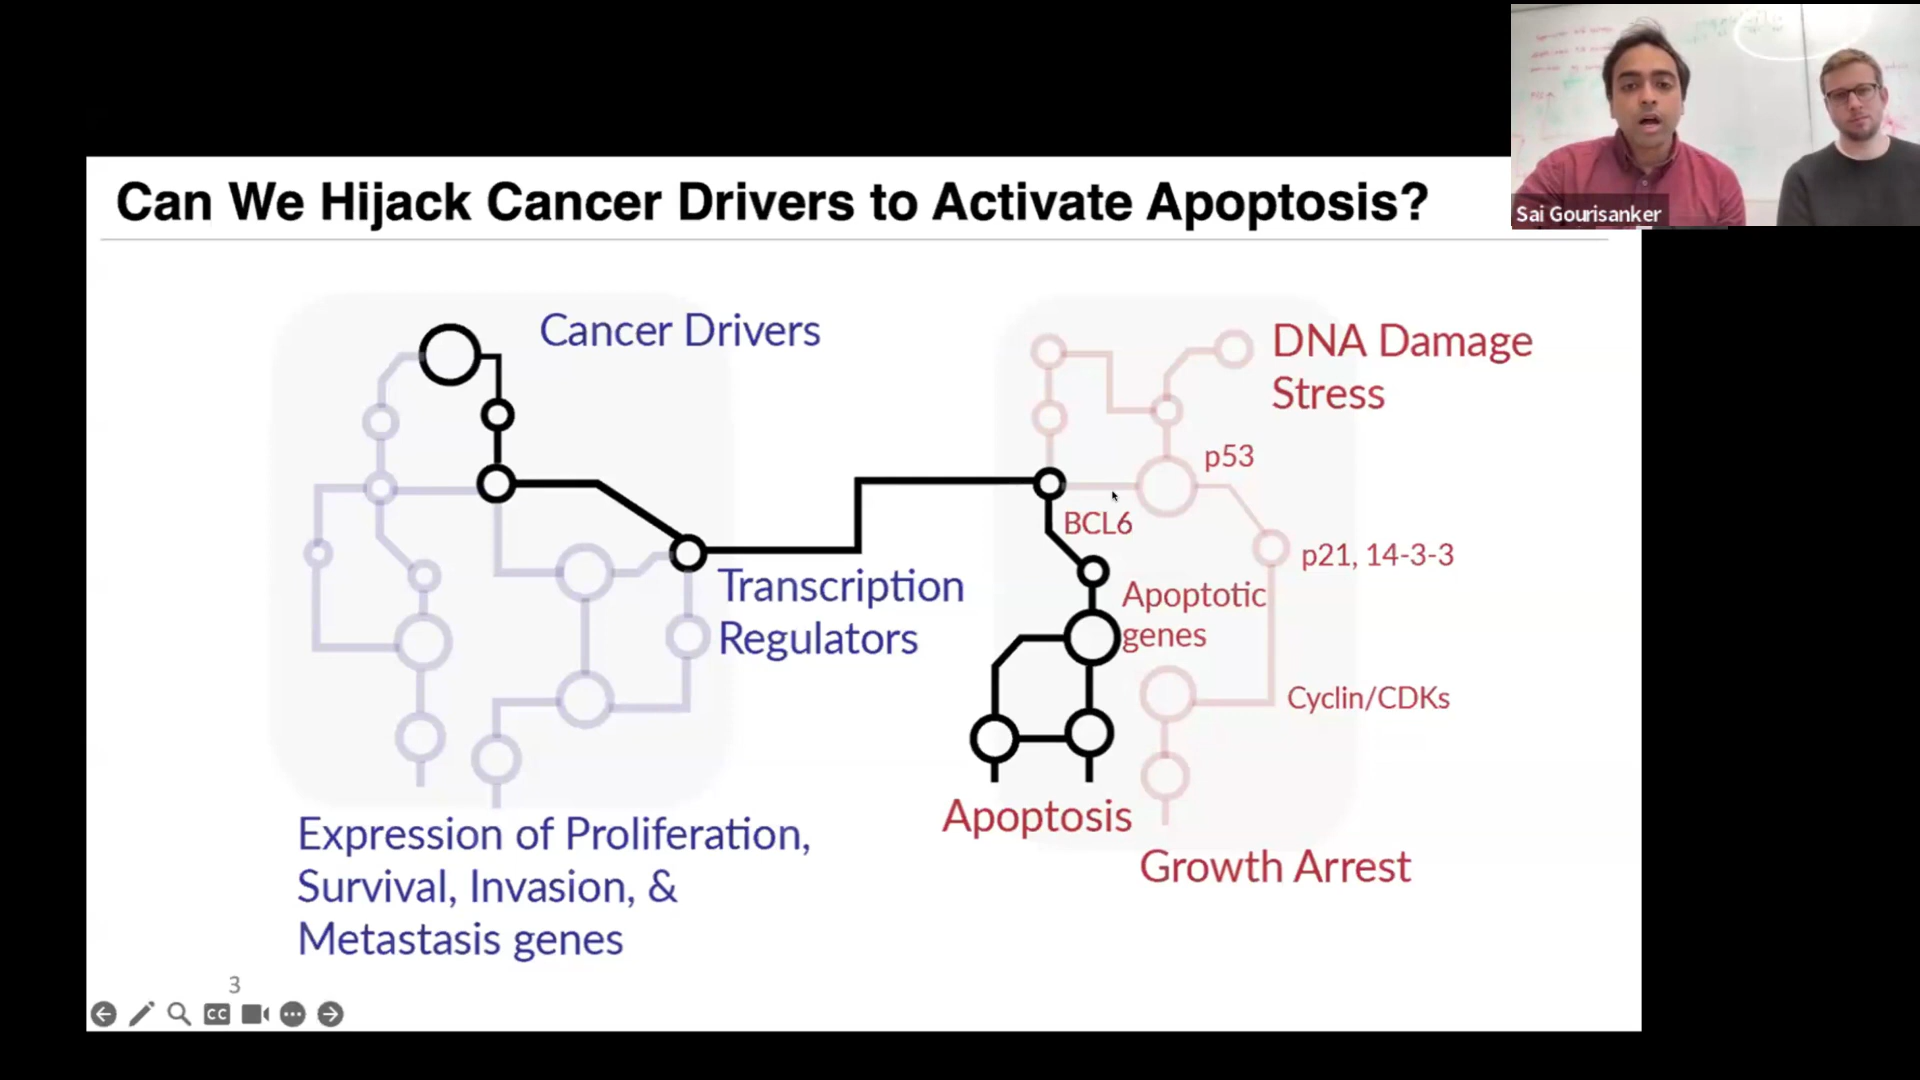 Can We Hijack Cancer Drivers to Activate Apoptosis?
Sai Gourisanker
Cancer Drivers
DNA Damage
Stress
p53
BCL6
p21, 14-3-3
Transcription
Regulators
Apoptotic
genes
Cyclin/CDKs
Apoptosis
Growth Arrest
Expression of Proliferation,
Survival, Invasion, &
Metastasis genes
3
CC